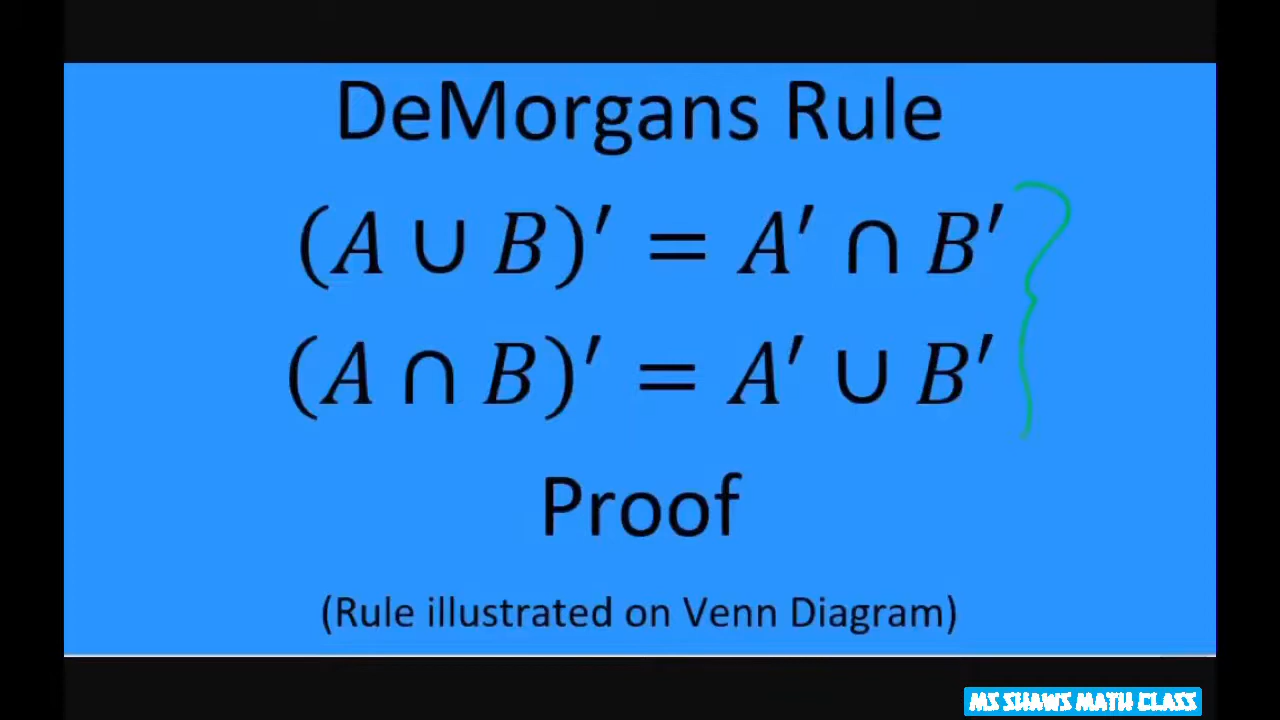 DeMorgans Rule
(A ∪ B)′ = A′ ∩ B′
(A ∩ B)′ = A′ ∪ B′
Proof
(Rule illustrated on Venn Diagram)
MS SHAWS MATH CLASS